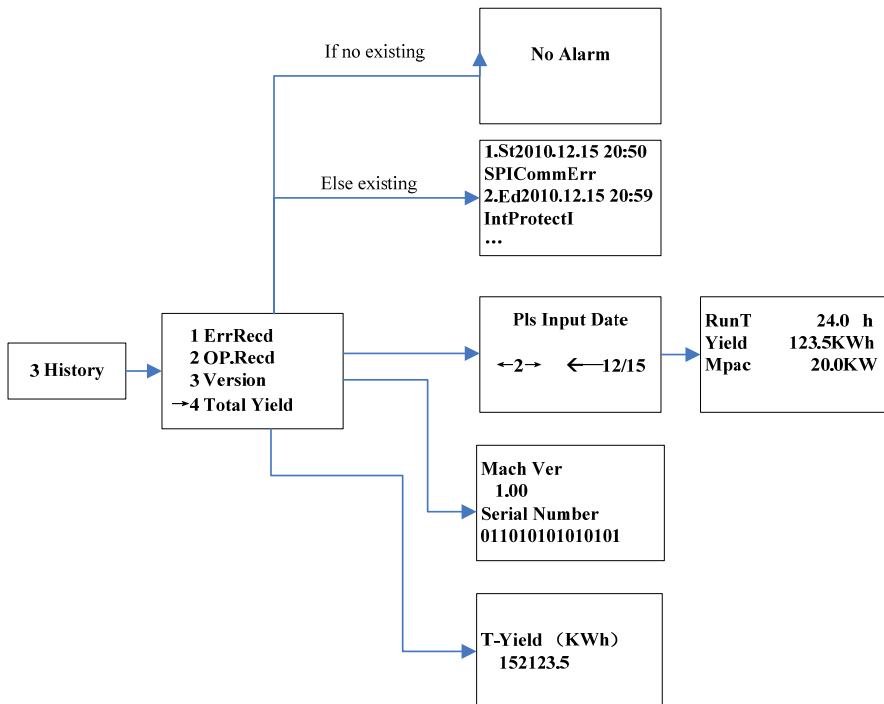 If no existing
No Alarm
Else existing
1.St2010.12.15 20:50
SPICommErr
2.Ed2010.12.15 20:59
IntProtectI
...
3 History
1 ErrRecd
2 OP.Recd
3 Version
→4 Total Yield
Pls Input Date
←2→ ←12/15
RunT 24.0 h
Yield 123.5KWh
Mpac 20.0KW
Mach Ver
1.00
Serial Number
011010101010101
T-Yield （KWh）
152123.5